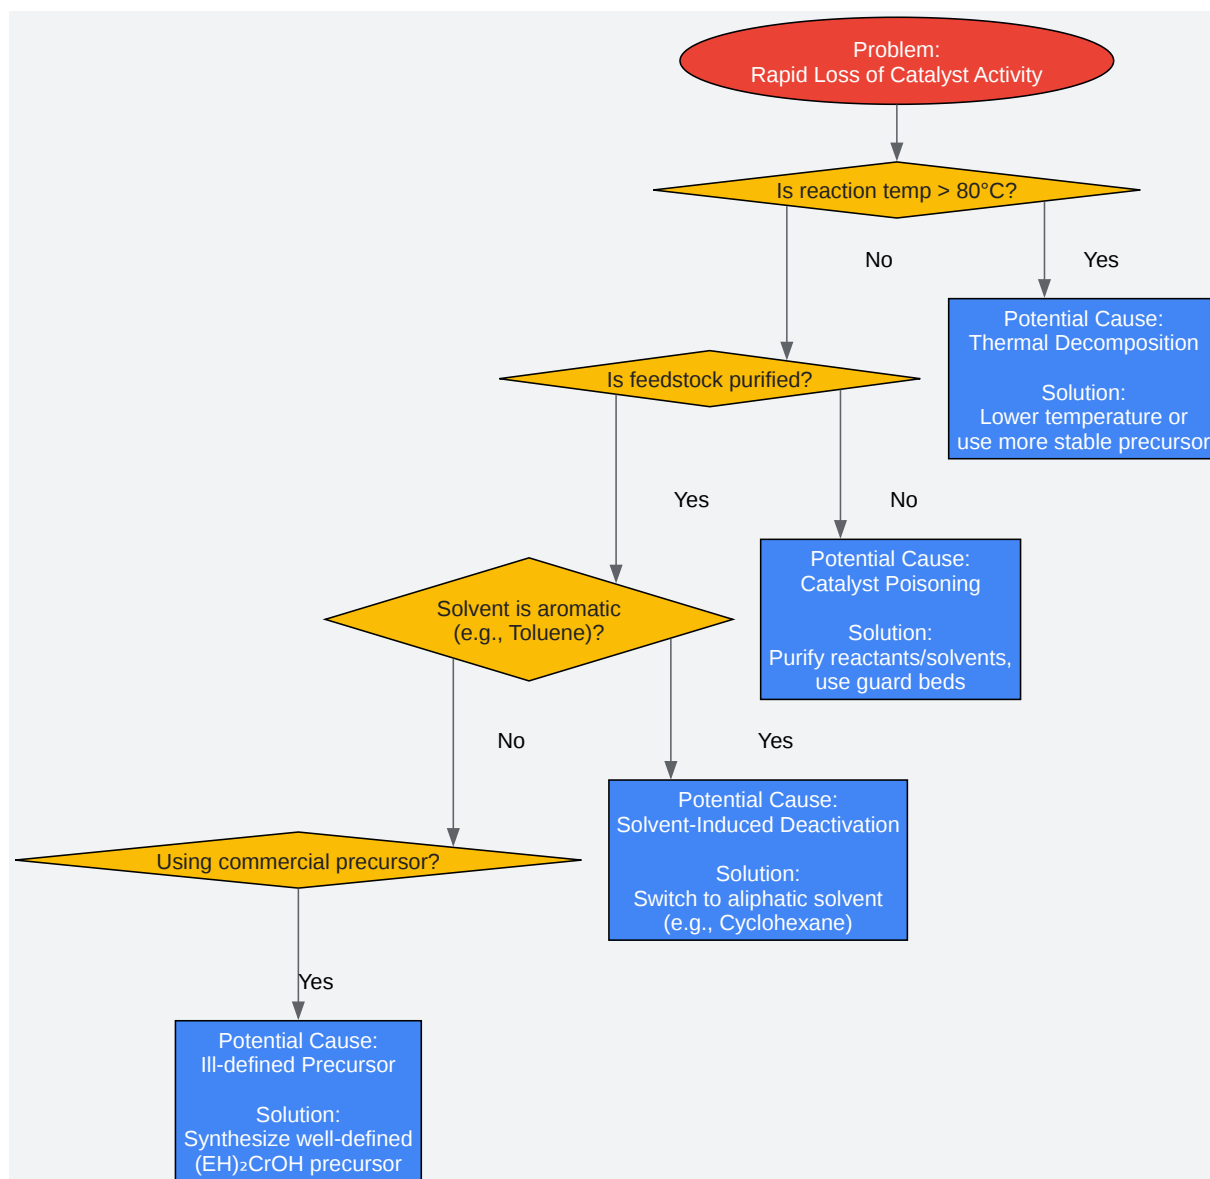 Problem:
Rapid Loss of Catalyst Activity
Is reaction temp > 80°C?
No
Yes
Potential Cause:
Thermal Decomposition
Solution:
Lower temperature or
use more stable precursor
Is feedstock purified?
Yes
No
Potential Cause:
Catalyst Poisoning
Solution:
Purify reactants/solvents,
use guard beds
Solvent is aromatic
(e.g., Toluene)?
No
Yes
Potential Cause:
Solvent-Induced Deactivation
Solution:
Switch to aliphatic solvent
(e.g., Cyclohexane)
Using commercial precursor?
Yes
Potential Cause:
Ill-defined Precursor
Solution:
Synthesize well-defined
(EH)₂CrOH precursor